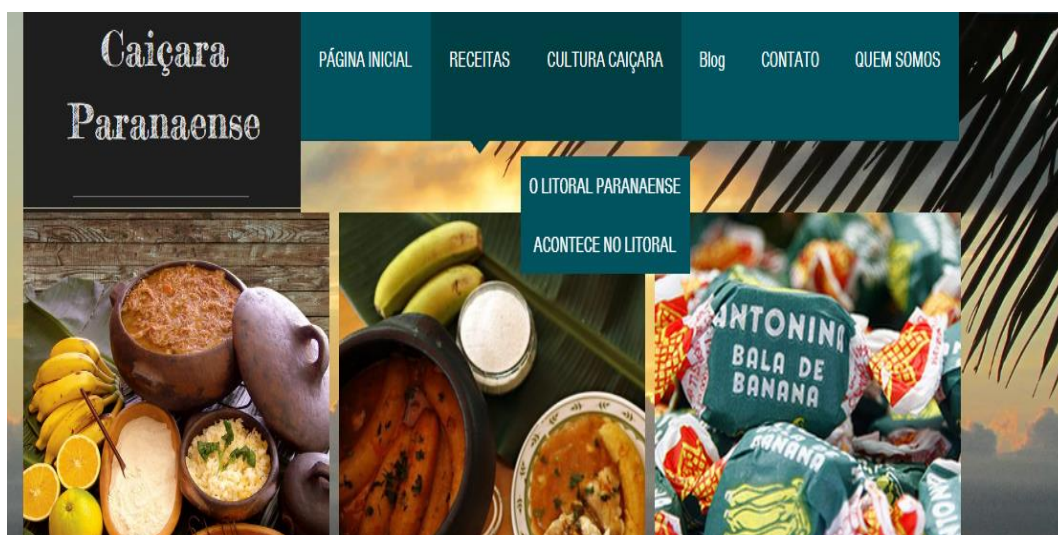 Caiçara
Paranaense
PÁGINA INICIAL
RECEITAS
CULTURA CAIÇARA
Blog
CONTATO
QUEM SOMOS
O LITORAL PARANAENSE
ACONTECE NO LITORAL
ANTONINA
BALA DE
BANANA
BANANA